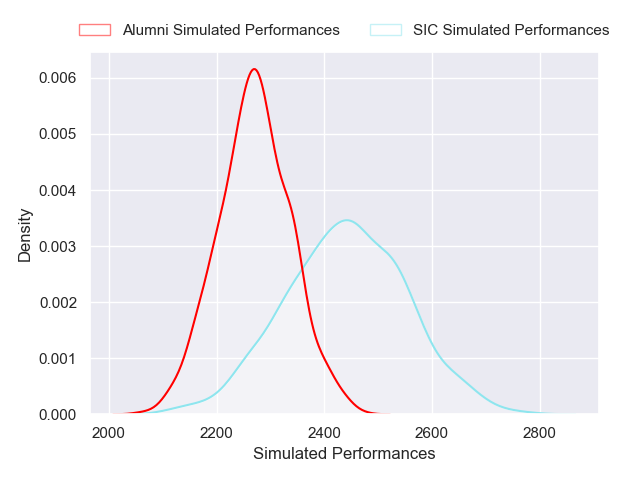 Alumni Simulated Performances SIC Simulated Performances
0.006
0.005
0.004
0.003
0.002
0.001
0.000
Density
2000 2200 2400 2600 2800
Simulated Performances